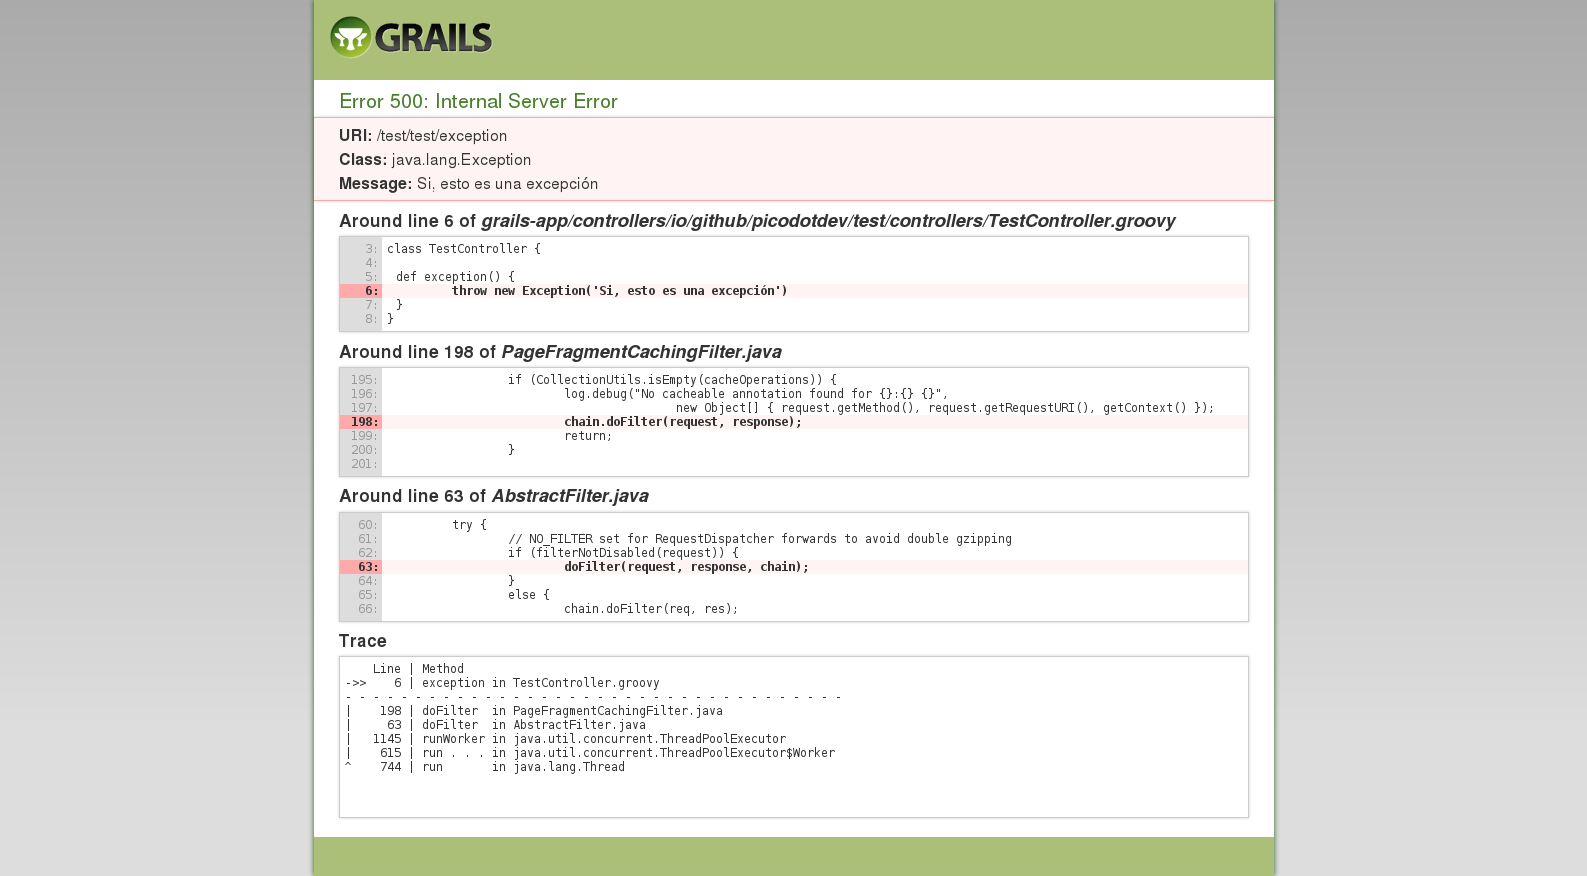 GRAILS
Error 500: Internal Server Error
URI: /test/test/exception
Class: java.lang.Exception
Message: Si, esto es una excepción
Around line 6 of grails-app/controllers/io/github/picodotdev/test/controllers/TestController.groovy
3: class TestController {
4:
5: def exception() {
6: throw new Exception('Si, esto es una excepción')
7: }
8: }
Around line 198 of PageFragmentCachingFilter.java
195: if (CollectionUtils.isEmpty(cacheOperations)) {
196: log.debug("No cacheable annotation found for {}:{} {}",
197: new Object[] { request.getMethod(), request.getRequestURI(), getContext() });
198: chain.doFilter(request, response);
199: return;
200: }
201:
Around line 63 of AbstractFilter.java
60: try {
61: // NO_FILTER set for RequestDispatcher forwards to avoid double gzipping
62: if (filterNotDisabled(request)) {
63: doFilter(request, response, chain);
64: }
65: else {
66: chain.doFilter(req, res);
Trace
    Line | Method
->>    6 | exception in TestController.groovy
- - - - - - - - - - - - - - - - - - - - - - - - - - - - - - - - - - - -
|    198 | doFilter  in PageFragmentCachingFilter.java
|     63 | doFilter  in AbstractFilter.java
|   1145 | runWorker in java.util.concurrent.ThreadPoolExecutor
|    615 | run . . . in java.util.concurrent.ThreadPoolExecutor$Worker
^    744 | run       in java.lang.Thread